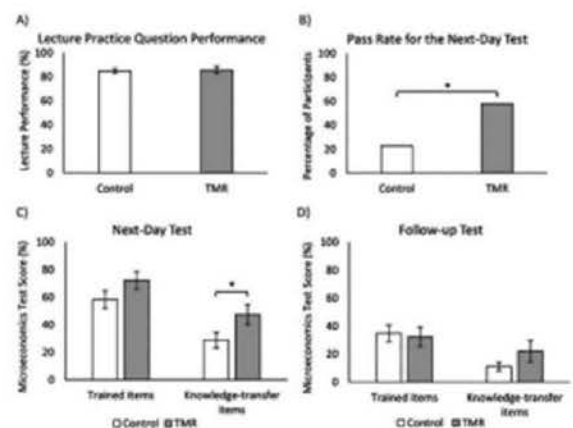 A)
Lecture Practice Question Performance
Lecture Performance (%)
100
80
60
40
20
0
Control
TMR
B)
Pass Rate for the Next-Day Test
Percentage of Participants
100
80
60
40
20
0
*
Control
TMR
C)
Next-Day Test
Microeconomics Test Score (%)
100
80
60
40
20
0
*
Trained Items
Knowledge-transfer
Items
Control TMR
D)
Follow-up Test
Microeconomics Test Score (%)
100
80
60
40
20
0
Trained Items
Knowledge-transfer
Items
Control TMR